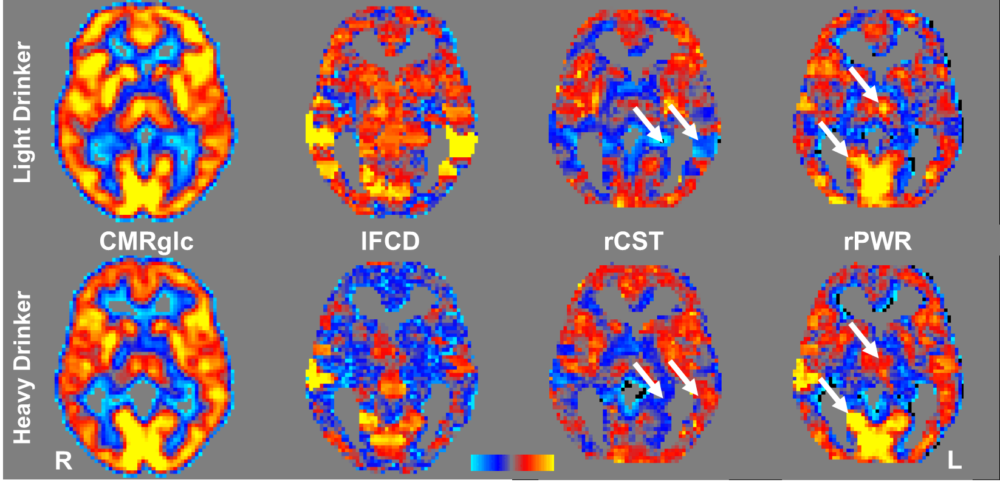 Light Drinker
CMRglc
lFCD
rCST
rPWR
Heavy Drinker
R
L